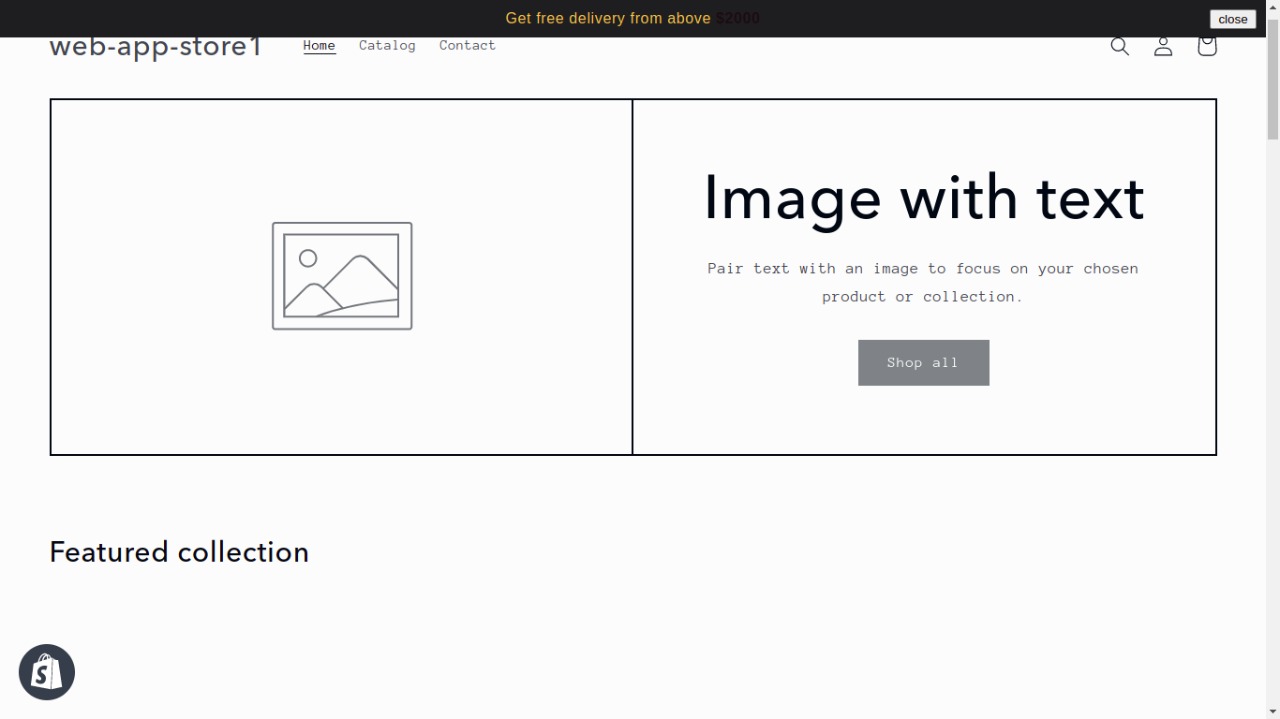 Get free delivery from above $2000
close
web-app-store1
Home
Catalog
Contact
Image with text
Pair text with an image to focus on your chosen
product or collection.
Shop all
Featured collection